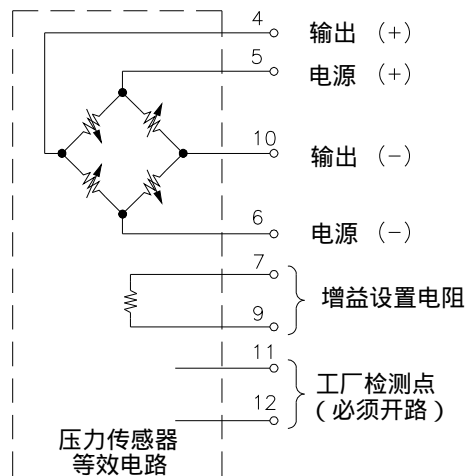 4
输出 (+)
5
电源 (+)
10
输出 (-)
6
电源 (-)
7
增益设置电阻
9
11
工厂检测点
(必须开路)
12
压力传感器
等效电路